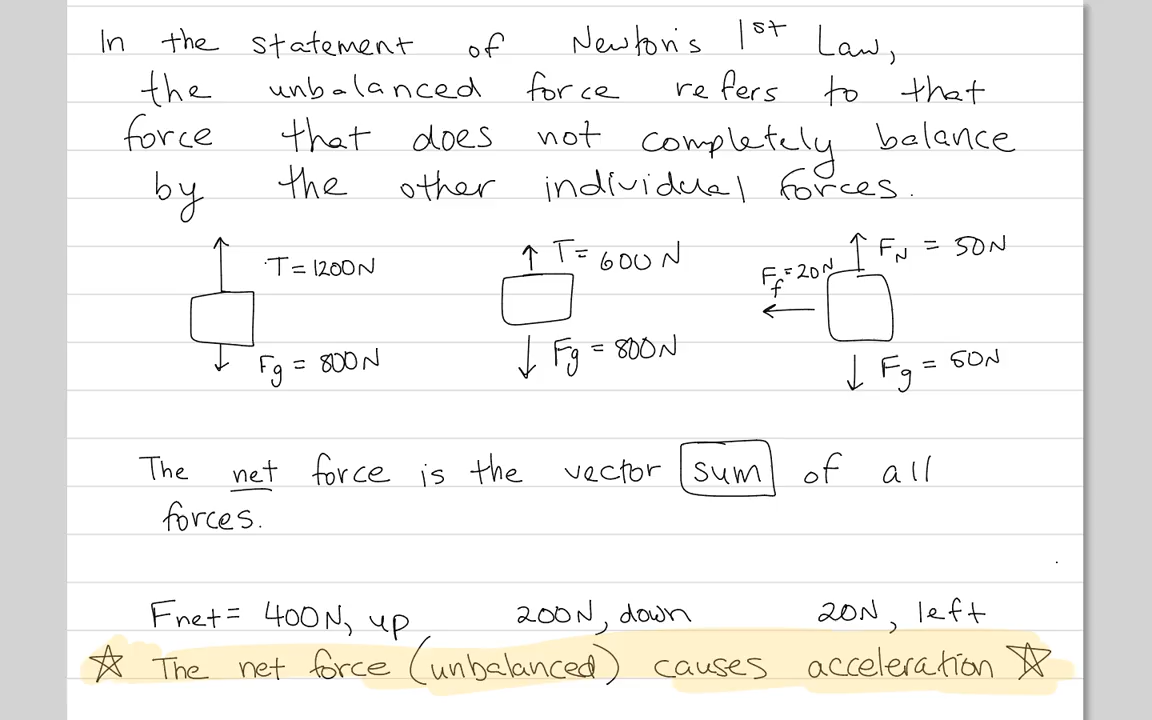 In the statement of Newton's 1st Law,
the unbalanced force refers to that
force that does not completely balance
by the other individual forces.
T = 1200N
Fg = 800N
T = 600 N
Fg = 800N
Ff = 20N
FN = 50N
Fg = 50N
The net force is the vector sum of all
forces.
Fnet = 400N, up 200N, down 20N, left
☆ The net force (unbalanced) causes acceleration ☆